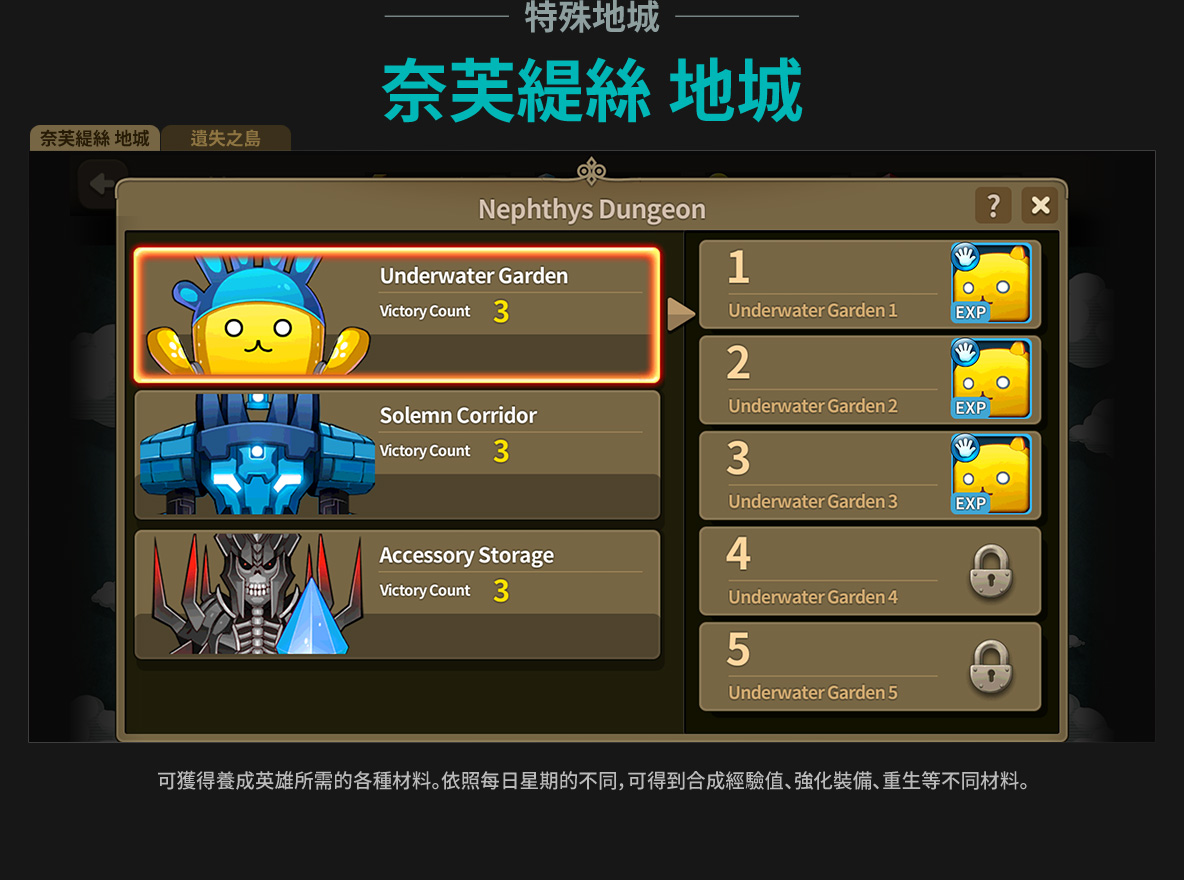 特殊地城
奈芙緹絲 地城
奈芙緹絲 地城
遺失之島
Nephthys Dungeon
?
Underwater Garden
Victory Count 3
Solemn Corridor
Victory Count 3
Accessory Storage
Victory Count 3
1
Underwater Garden 1
EXP
2
Underwater Garden 2
EXP
3
Underwater Garden 3
EXP
4
Underwater Garden 4
5
Underwater Garden 5
可獲得養成英雄所需的各種材料。依照每日星期的不同，可得到合成經驗值、強化裝備、重生等不同材料。